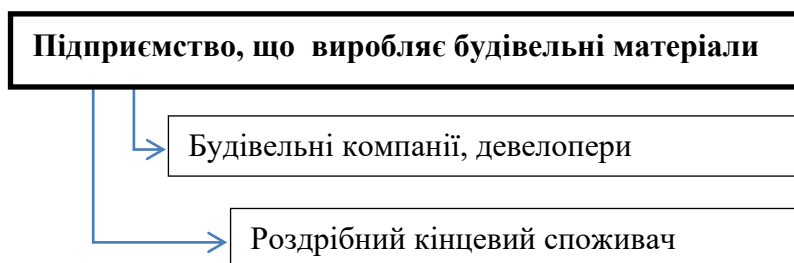 Підприємство, що виробляє будівельні матеріали
Будівельні компанії, девелопери
Роздрібний кінцевий споживач